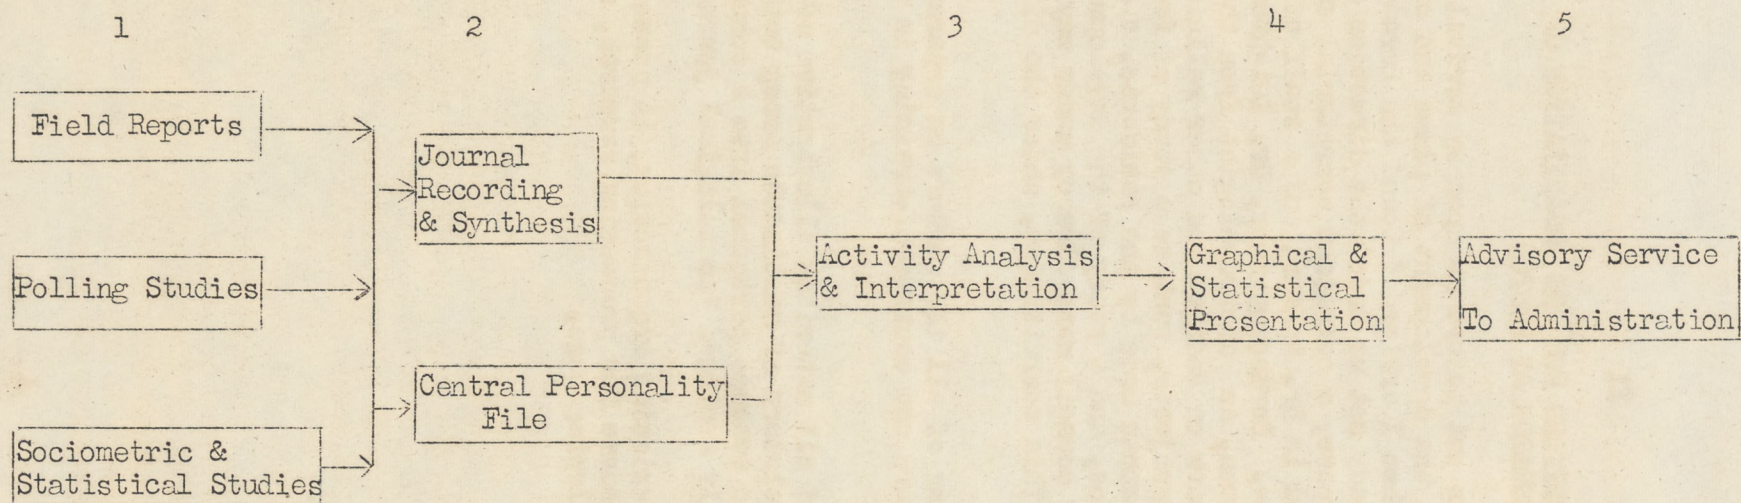 1 2 3 4 5
Field Reports
Polling Studies
Sociometric &
Statistical Studies
Journal
Recording
& Synthesis
Central Personality
File
Activity Analysis
& Interpretation
Graphical &
Statistical
Presentation
Advisory Service
To Administration